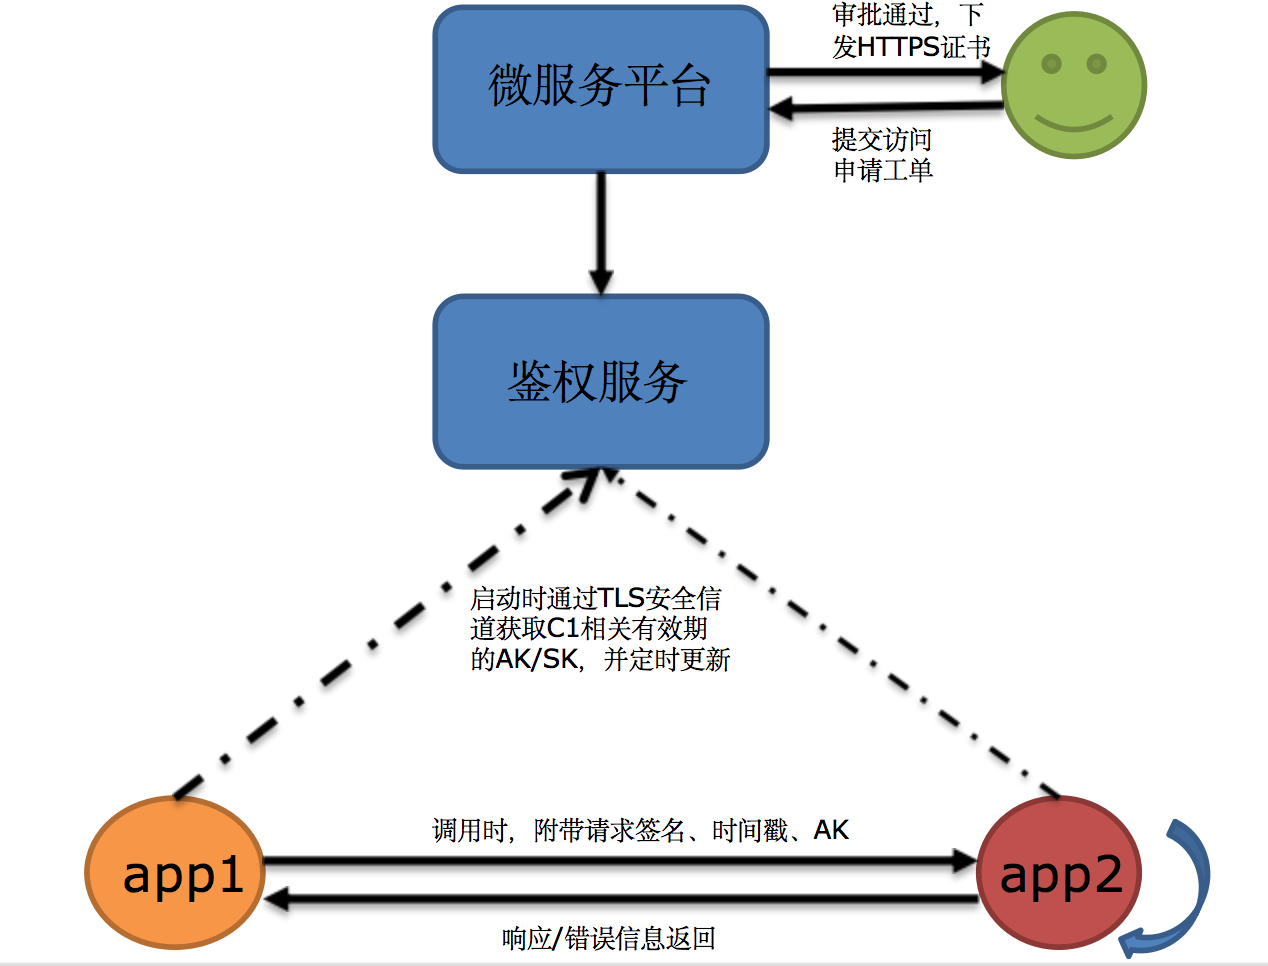 审批通过，下
发HTTPS证书
微服务平台
提交访问
申请工单
鉴权服务
启动时通过TLS安全信
道获取C1相关有效期
的AK/SK，并定时更新
调用时，附带请求签名、时间戳、AK
app1
app2
响应/错误信息返回